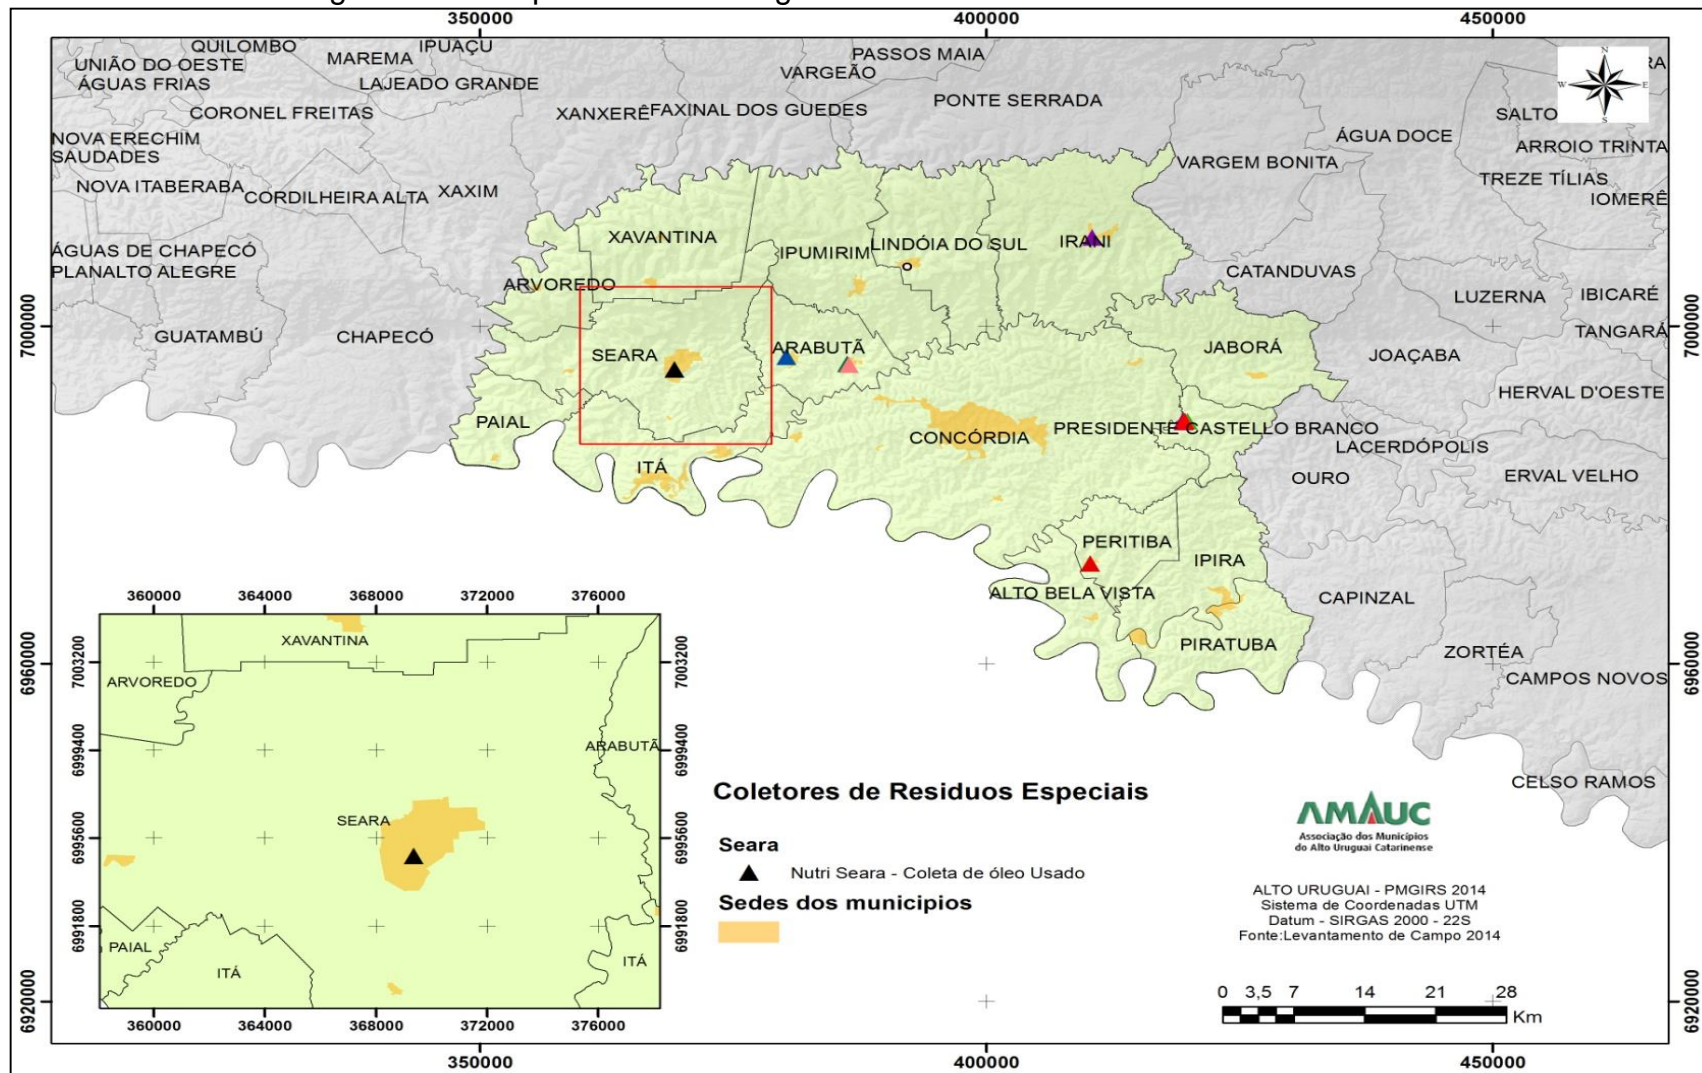 350000
400000
450000
QUILOMBO
IPUAÇU
MAREMA
UNIÃO DO OESTE
ÁGUAS FRIAS
LAJEADO GRANDE
PASSOS MAIA
VARGEÃO
CORONEL FREITAS
XANXERÊ
FAXINAL DOS GUEDES
PONTE SERRADA
N
W
E
S
SALTO
ARROIO TRINTA
ÁGUA DOCE
NOVA ERECHIM
SAUDADES
VARGEM BONITA
TREZE TÍLIAS
IOMERÊ
NOVA ITABERABA
CORDILHEIRA ALTA
XAXIM
XAVANTINA
IPUMIRIM
LINDÓIA DO SUL
IRANI
ÁGUAS DE CHAPECÓ
PLANALTO ALEGRE
ARVOREDO
CATANDUVAS
LUZERNA
IBICARÉ
TANGARÁ
7000000
7000000
GUATAMBÚ
CHAPECÓ
SEARA
ARABUTÃ
JABORÁ
JOAÇABA
HERVAL D'OESTE
PAIAL
CONCÓRDIA
PRESIDENTE CASTELLO BRANCO
LACERDÓPOLIS
ITÁ
OURO
ERVAL VELHO
PERITIBA
IPIRA
ALTO BELA VISTA
CAPINZAL
PIRATUBA
ZORTÉA
CAMPOS NOVOS
6960000
6960000
CELSO RAMOS
360000
364000
368000
372000
376000
XAVANTINA
7003200
7003200
ARVOREDO
6999400
6999400
ARABUTÃ
SEARA
6995600
6995600
6991800
6991800
PAIAL
ITÁ
ITÁ
360000
364000
368000
372000
376000
Coletores de Residuos Especiais
Seara
Nutri Seara - Coleta de óleo Usado
Sedes dos municipios
AMAUC
Associação dos Municípios
do Alto Uruguai Catarinense
ALTO URUGUAI - PMGIRS 2014
Sistema de Coordenadas UTM
Datum - SIRGAS 2000 - 22S
Fonte:Levantamento de Campo 2014
0 3,5 7 14 21 28
Km
6920000
6920000
350000
400000
450000